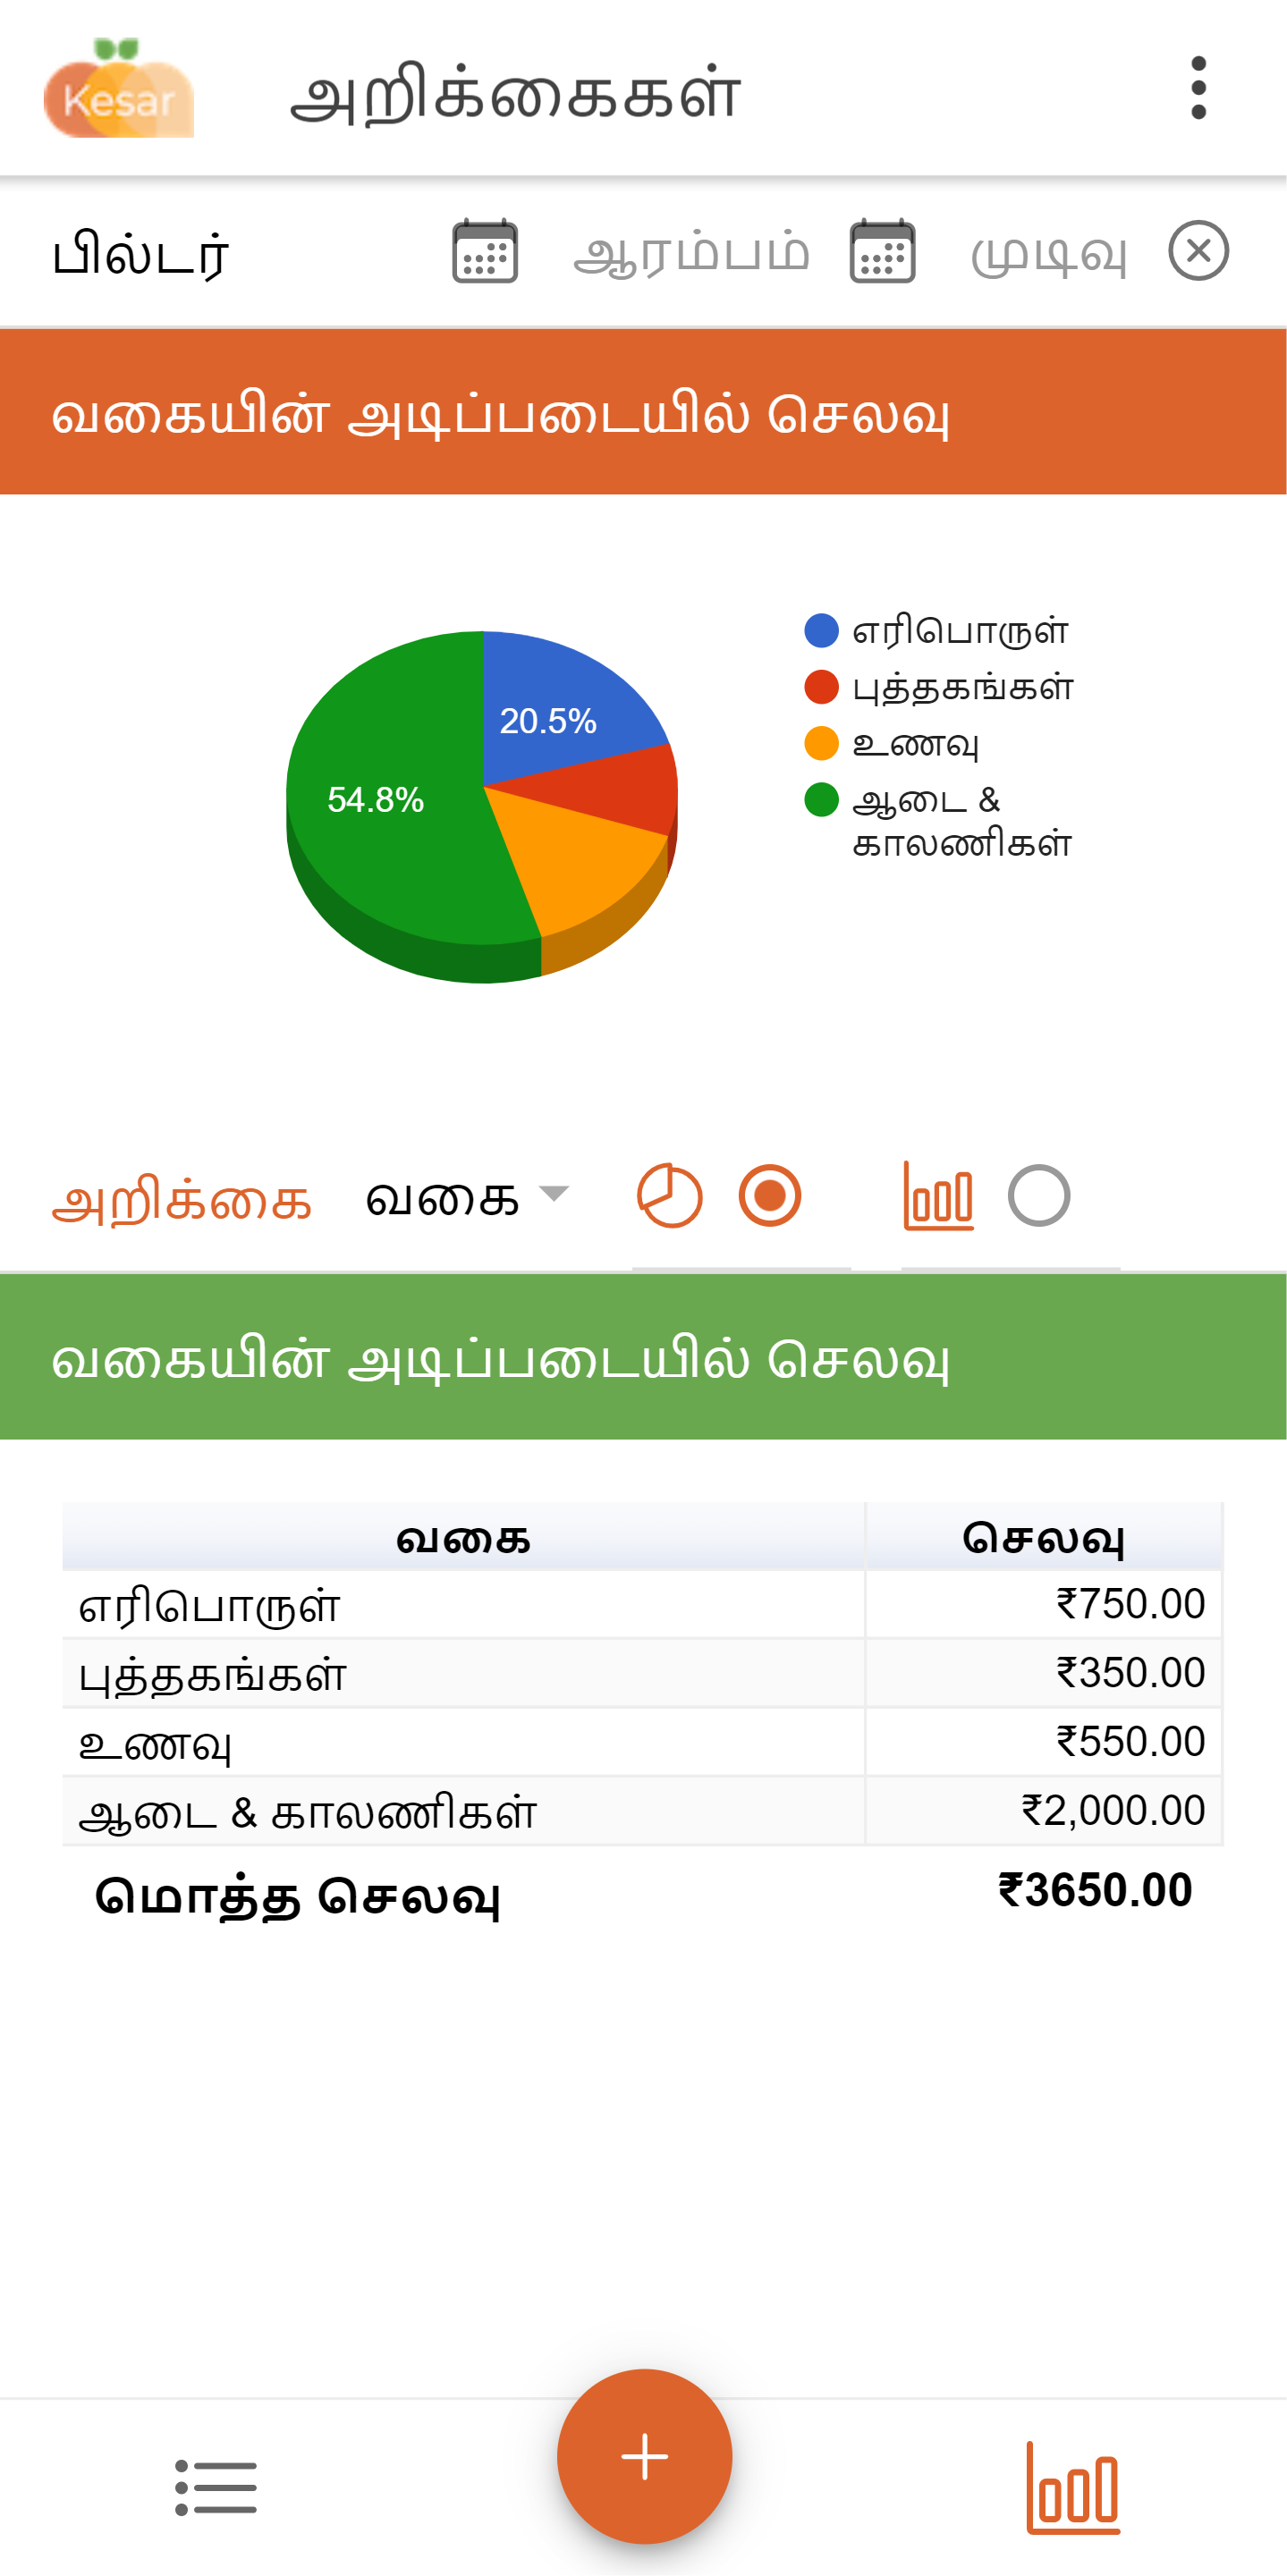 Kesar
அறிக்கைகள்
பில்டர் ஆரம்பம் முடிவு
வகையின் அடிப்படையில் செலவு
20.5%
54.8%
எரிபொருள்
புத்தகங்கள்
உணவு
ஆடை &
காலணிகள்
அறிக்கை வகை
வகையின் அடிப்படையில் செலவு
வகை செலவு
எரிபொருள் ₹750.00
புத்தகங்கள் ₹350.00
உணவு ₹550.00
ஆடை & காலணிகள் ₹2,000.00
மொத்த செலவு ₹3650.00